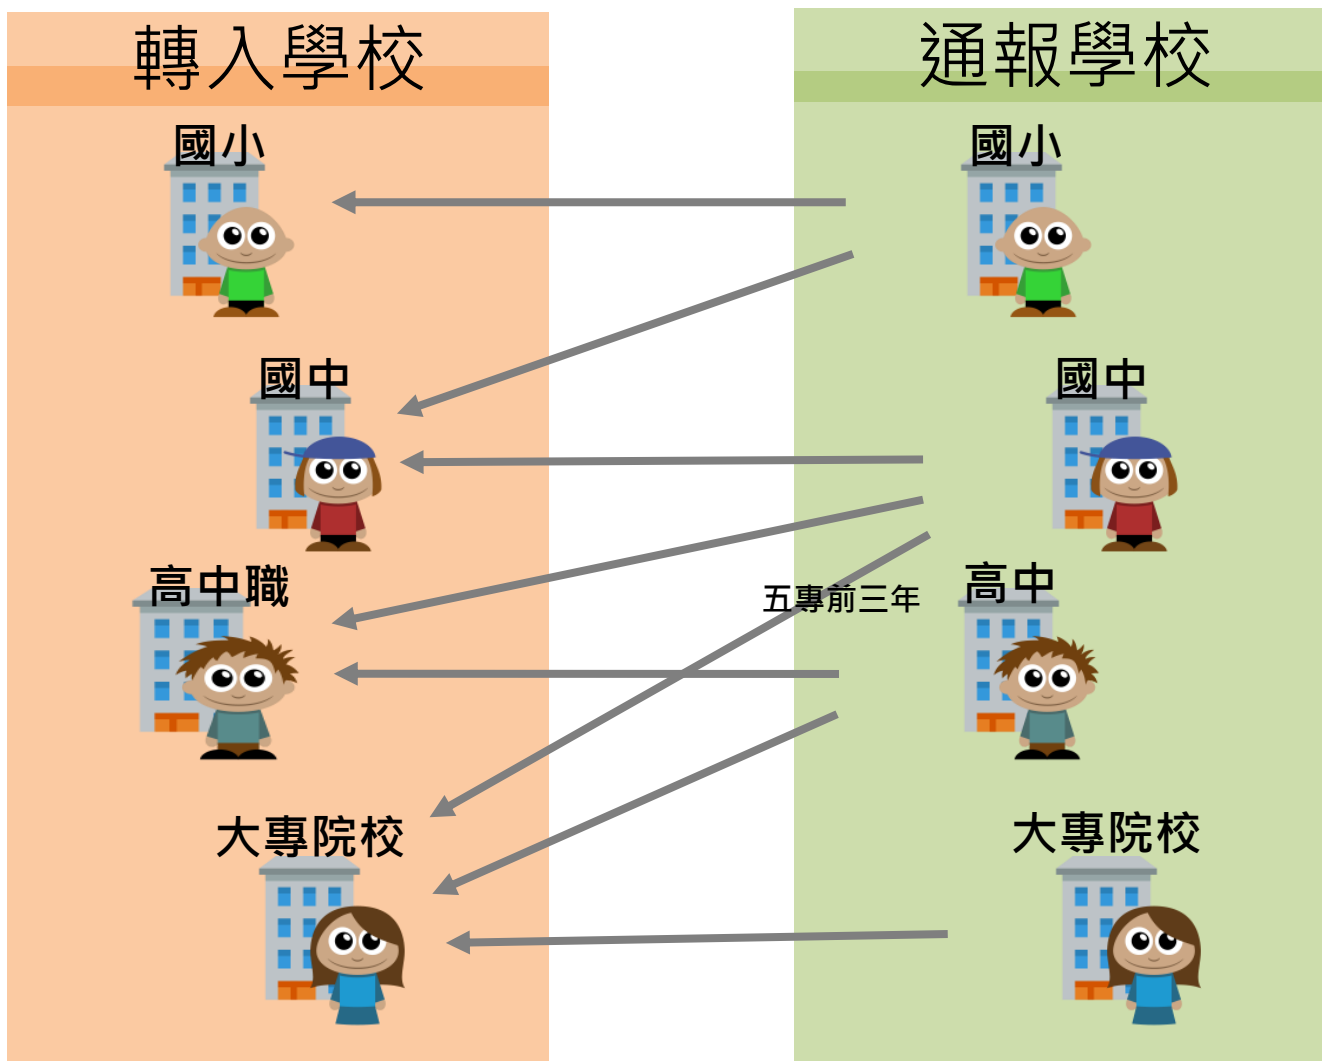 轉入學校
通報學校
國小
國小
國中
國中
高中職
五專前三年
高中
大專院校
大專院校